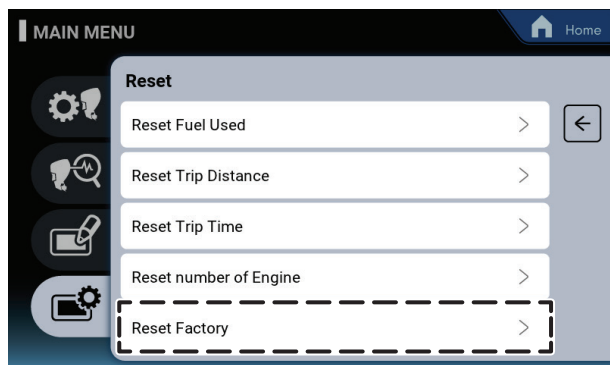 MAIN MENU
Home
Reset
Reset Fuel Used
Reset Trip Distance
Reset Trip Time
Reset number of Engine
Reset Factory